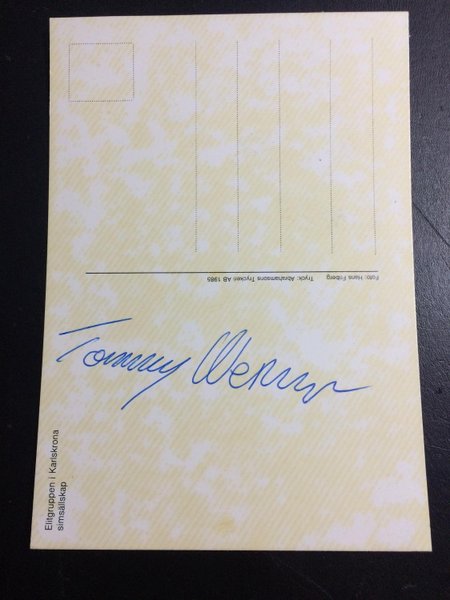 Foto: Hans Friberg Tryck: Abrahamsons Tryckeri AB 1985
Tommy Werner
Elitgruppen i Karlskrona
simsällskap